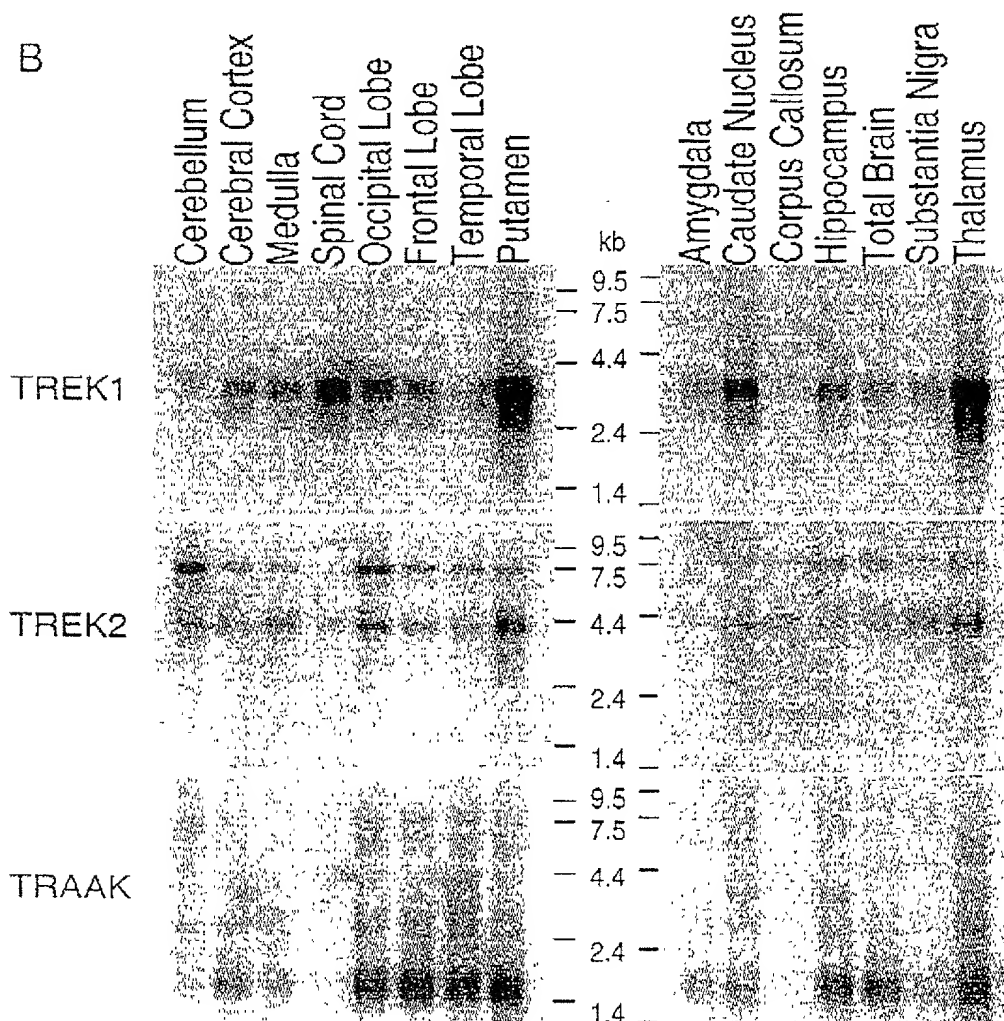 B
Cerebellum
Cerebral Cortex
Medulla
Spinal Cord
Occipital Lobe
Frontal Lobe
Temporal Lobe
Putamen
kb
Amygdala
Caudate Nucleus
Corpus Callosum
Hippocampus
Total Brain
Substantia Nigra
Thalamus
TREK1
9.5
7.5
4.4
2.4
1.4
TREK2
9.5
7.5
4.4
2.4
1.4
TRAAK
9.5
7.5
4.4
2.4
1.4